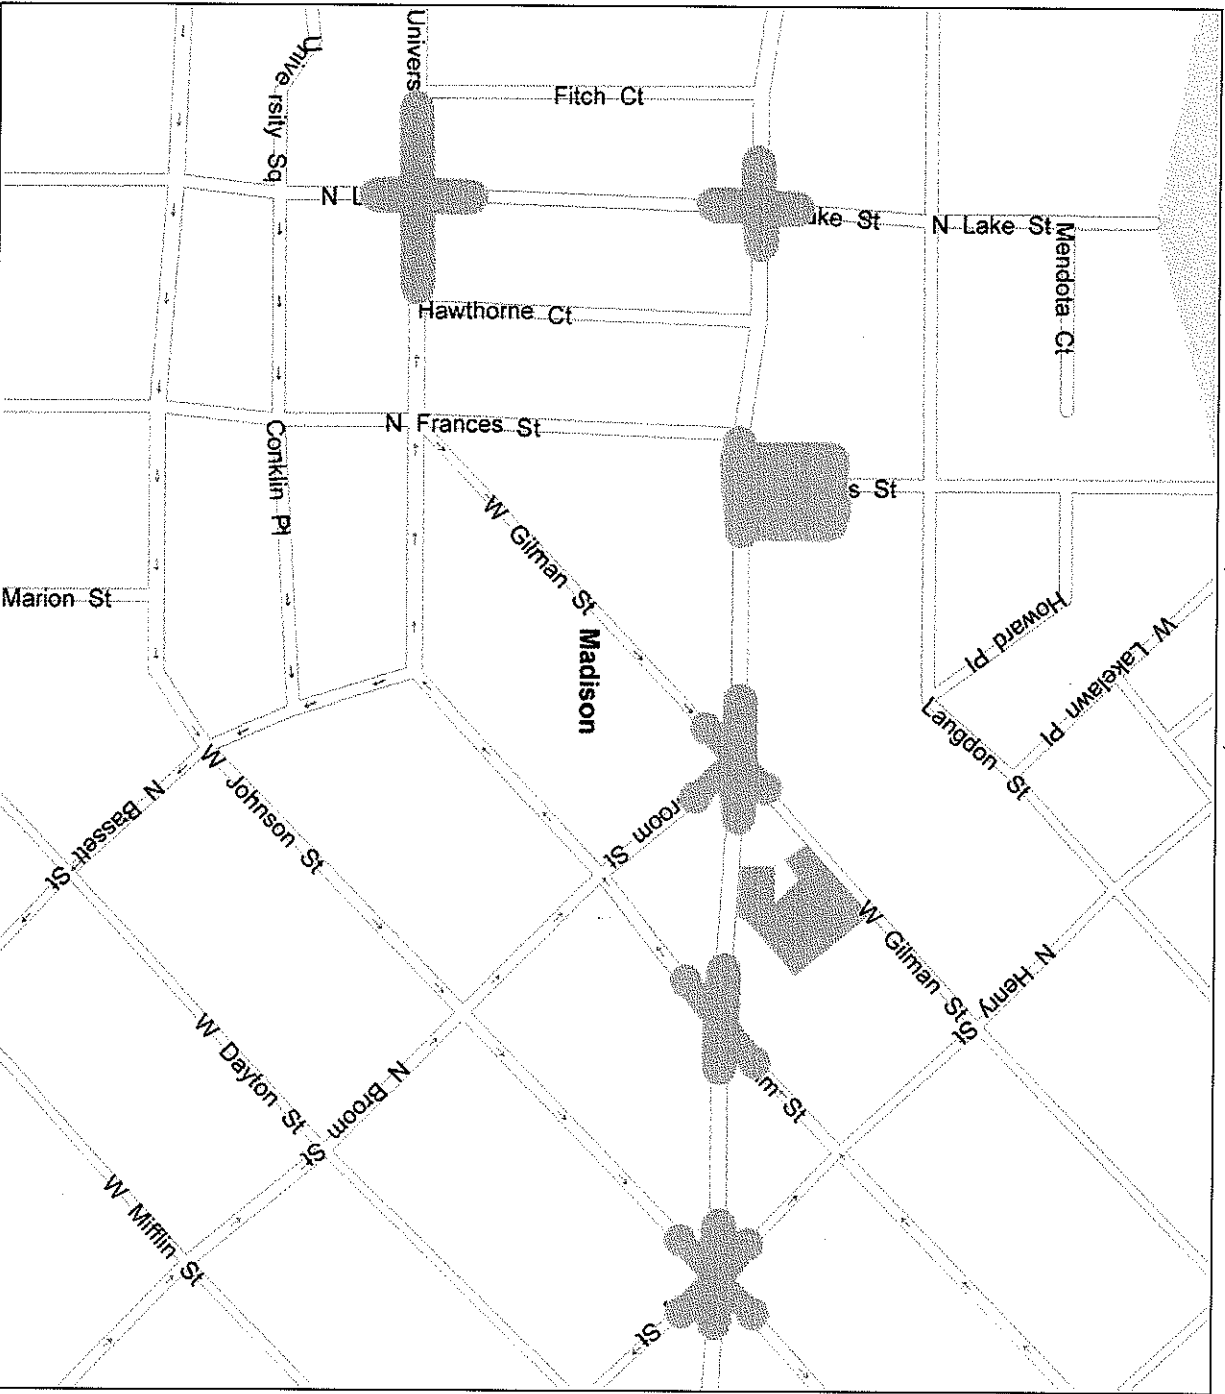 Univers
Unive rsity Sq
Fitch Ct
N L
ake St
N Lake St
Mendota Ct
Hawthorne Ct
N Frances St
s St
Conklin Pl
W Gilman St
Madison
Marion St
Howard Pl
W Lakelawn Pl
Langdon St
W Johnson St
N Bassett St
room St
W Gilman St
N Henry St
W Dayton St
N Broom St
m St
W Mifflin St
St